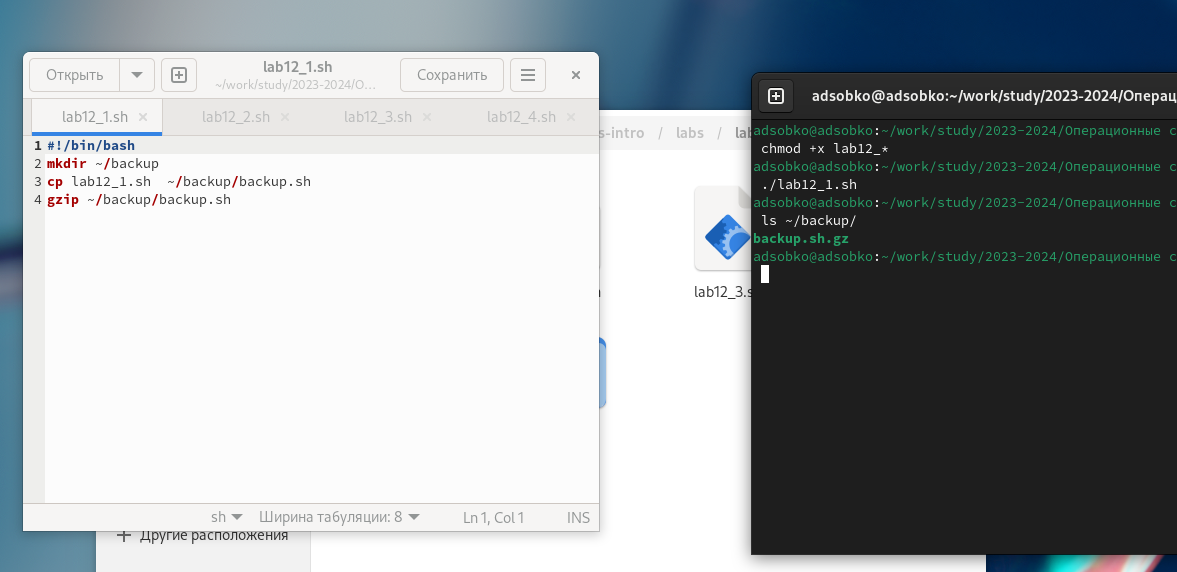 Открыть
lab12_1.sh
~/work/study/2023-2024/О...
Сохранить
lab12_1.sh
lab12_2.sh
lab12_3.sh
lab12_4.sh
1 #!/bin/bash
2 mkdir ~/backup
3 cp lab12_1.sh  ~/backup/backup.sh
4 gzip ~/backup/backup.sh
sh
Ширина табуляции: 8
Ln 1, Col 1
INS
s-intro / labs / lab
lab12_3.s
Другие расположения
adsobko@adsobko:~/work/study/2023-2024/Операц
adsobko@adsobko:~/work/study/2023-2024/Операционные с
chmod +x lab12_*
adsobko@adsobko:~/work/study/2023-2024/Операционные с
./lab12_1.sh
adsobko@adsobko:~/work/study/2023-2024/Операционные с
ls ~/backup/
backup.sh.gz
adsobko@adsobko:~/work/study/2023-2024/Операционные с